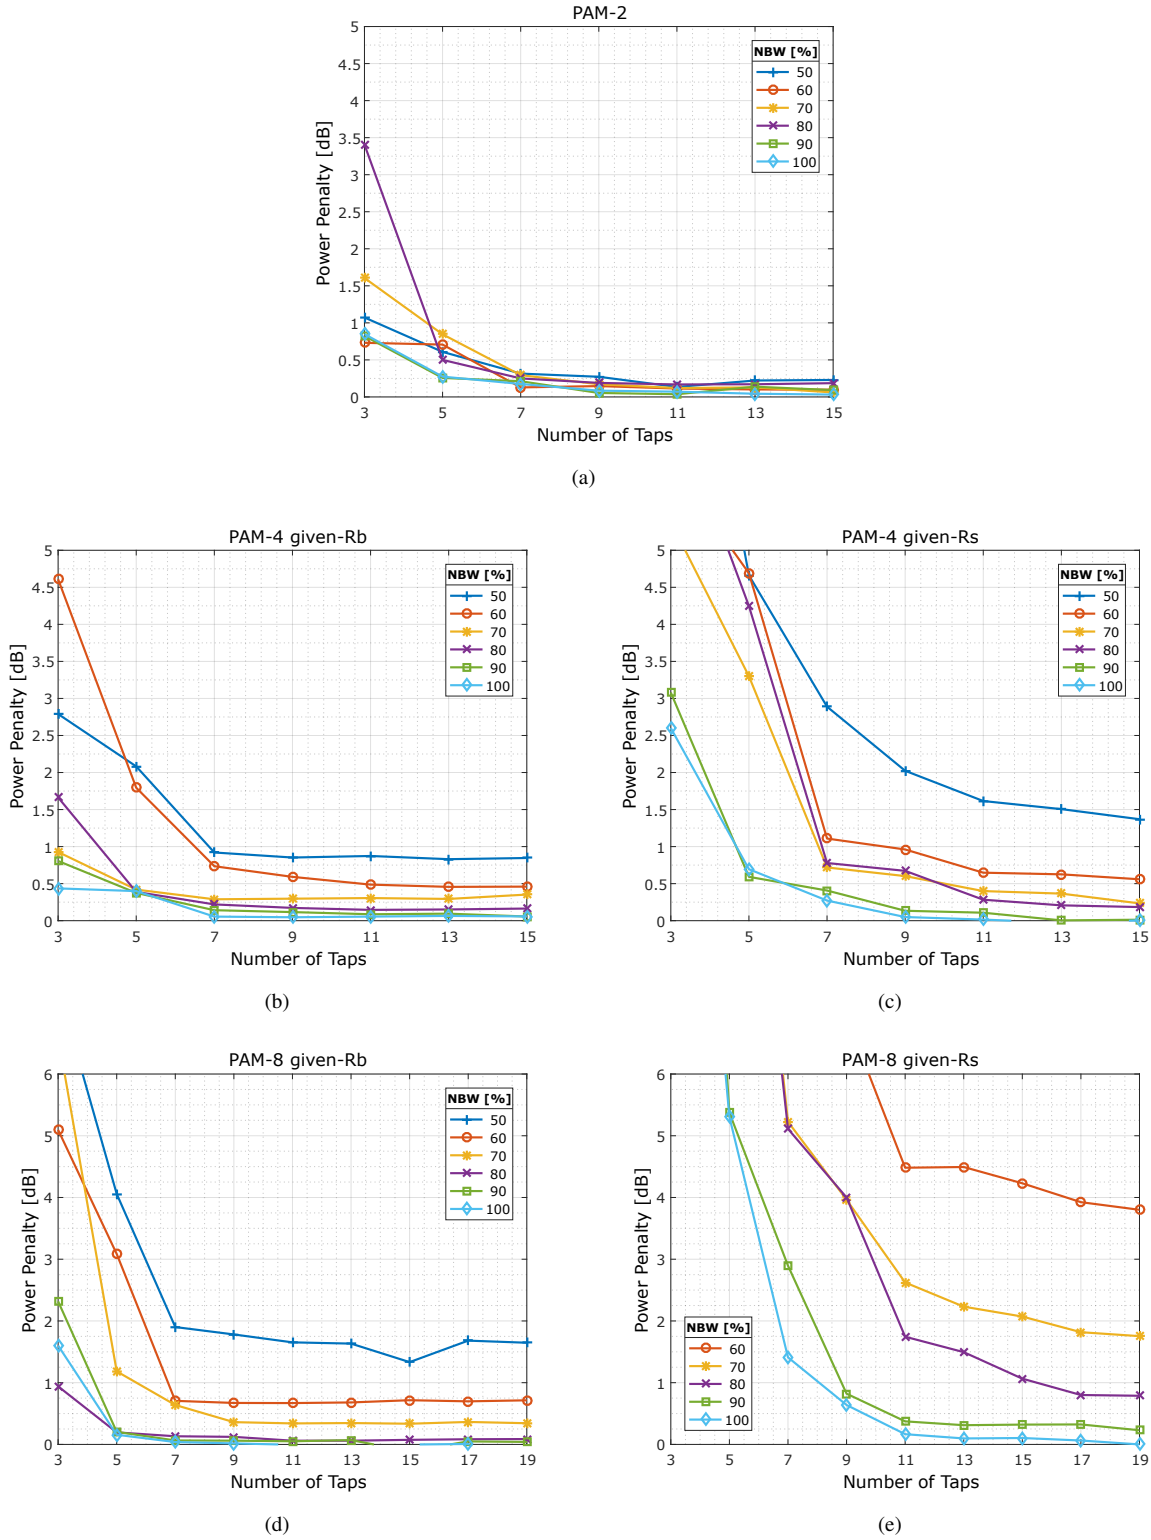 PAM-2
5
4.5
4
3.5
3
2.5
2
1.5
1
0.5
0
3 5 7 9 11 13 15
Power Penalty [dB]
Number of Taps
NBW [%]
50
60
70
80
90
100
(a)
PAM-4 given-Rb
5
4.5
4
3.5
3
2.5
2
1.5
1
0.5
0
3 5 7 9 11 13 15
Power Penalty [dB]
Number of Taps
NBW [%]
50
60
70
80
90
100
(b)
PAM-4 given-Rs
5
4.5
4
3.5
3
2.5
2
1.5
1
0.5
0
3 5 7 9 11 13 15
Power Penalty [dB]
Number of Taps
NBW [%]
50
60
70
80
90
100
(c)
PAM-8 given-Rb
6
5
4
3
2
1
0
3 5 7 9 11 13 15 17 19
Power Penalty [dB]
Number of Taps
NBW [%]
50
60
70
80
90
100
(d)
PAM-8 given-Rs
6
5
4
3
2
1
0
3 5 7 9 11 13 15 17 19
Power Penalty [dB]
Number of Taps
NBW [%]
60
70
80
90
100
(e)